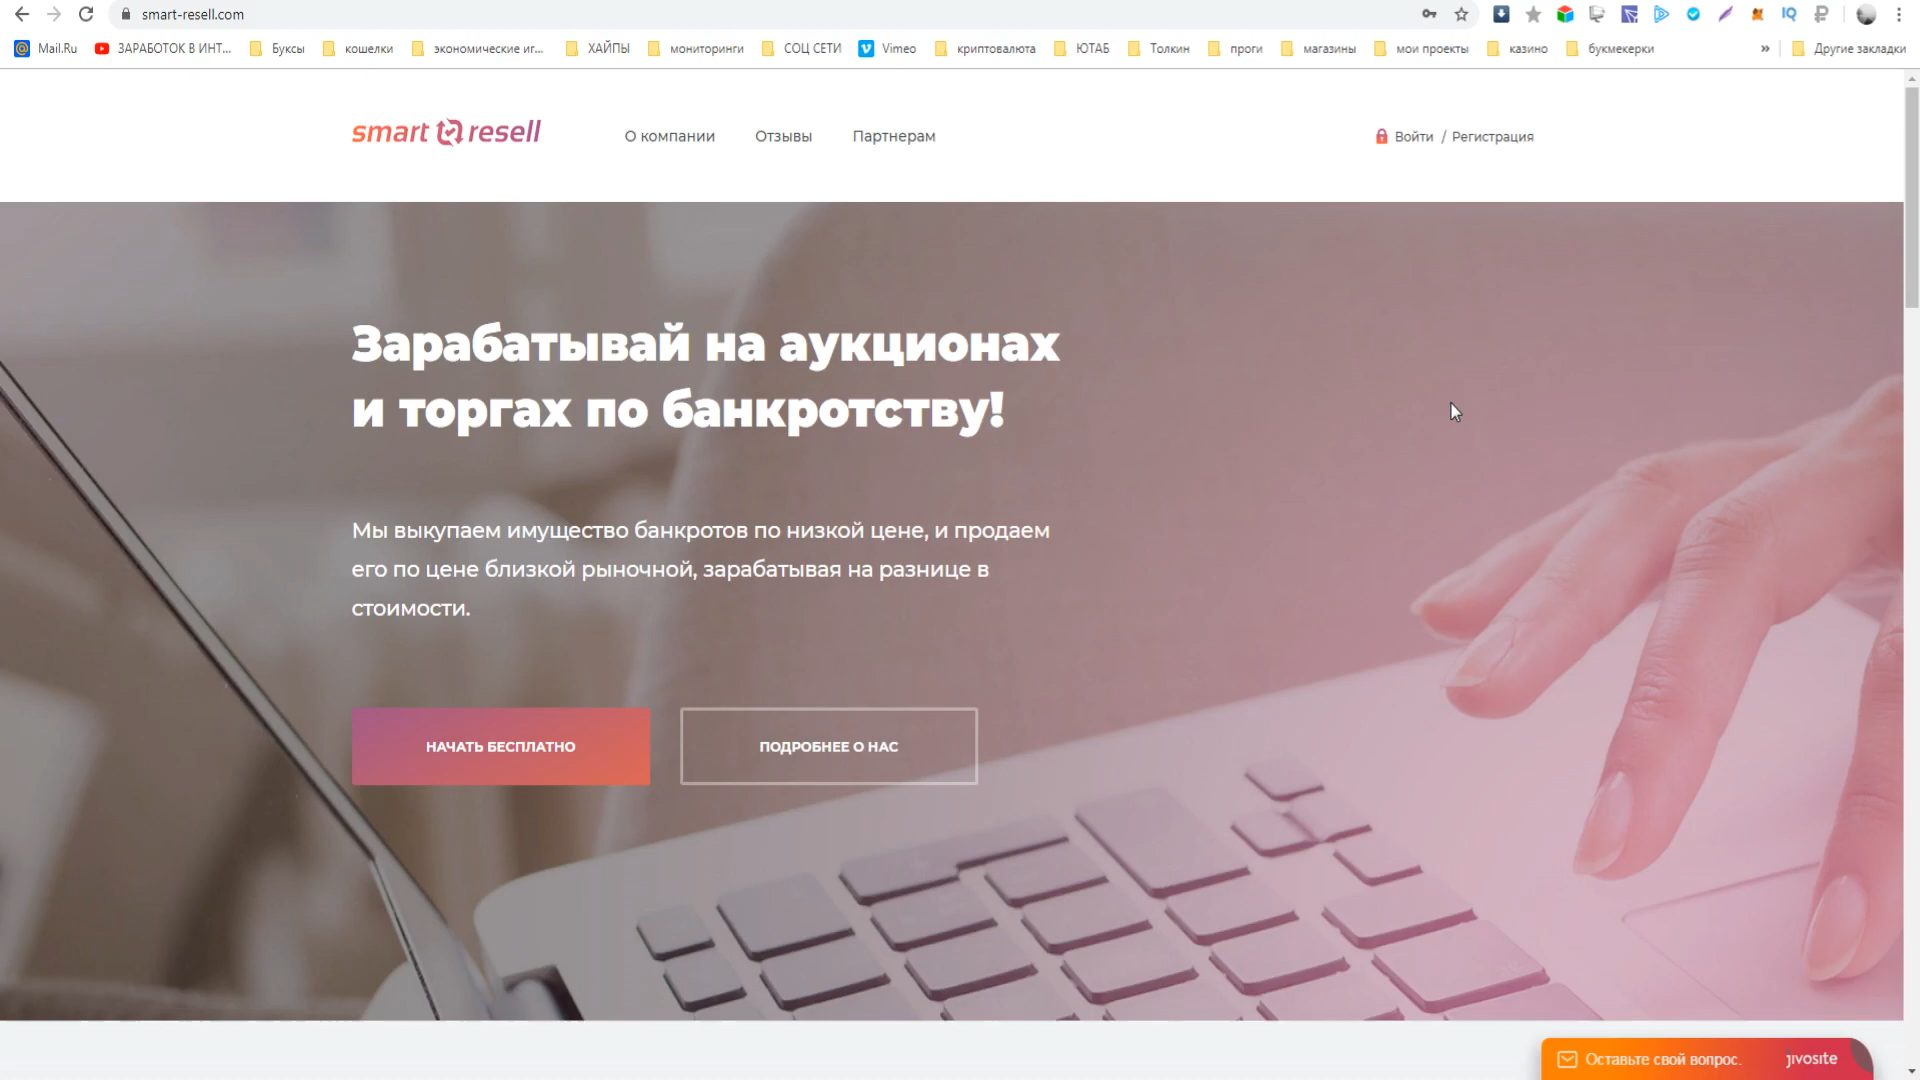 smart-resell.com
Mail.Ru
ЗАРАБОТОК В ИНТ...
Буксы
кошелки
экономические иг...
ХАЙПЫ
мониторинги
СОЦ СЕТИ
Vimeo
криптовалюта
ЮТАБ
Толкин
проги
магазины
мои проекты
казино
букмекерки
»
Другие закладки
smart resell
О компании
Отзывы
Партнерам
Войти / Регистрация
Зарабатывай на аукционах
и торгах по банкротству!
Мы выкупаем имущество банкротов по низкой цене, и продаем
его по цене близкой рыночной, зарабатывая на разнице в
стоимости.
НАЧАТЬ БЕСПЛАТНО
ПОДРОБНЕЕ О НАС
Оставьте свой вопрос.
jivosite